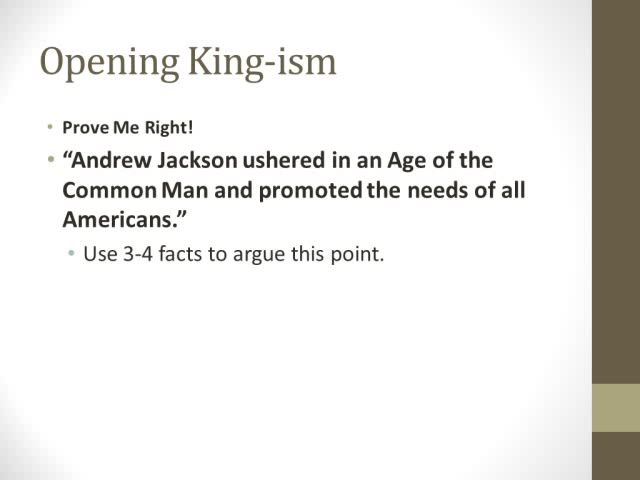 Opening King-ism
• Prove Me Right!
• “Andrew Jackson ushered in an Age of the
Common Man and promoted the needs of all
Americans.”
• Use 3-4 facts to argue this point.